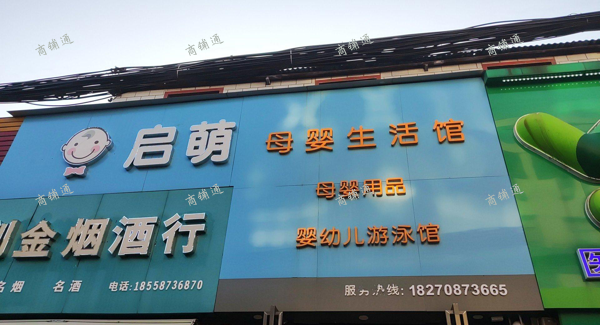 启萌
母婴生活馆
母婴用品
婴幼儿游泳馆
服务热线: 18270873665
金烟酒行
名烟 名酒 电话:18558736870
商铺通
商铺通
商铺通
商铺通
商铺通
商铺通